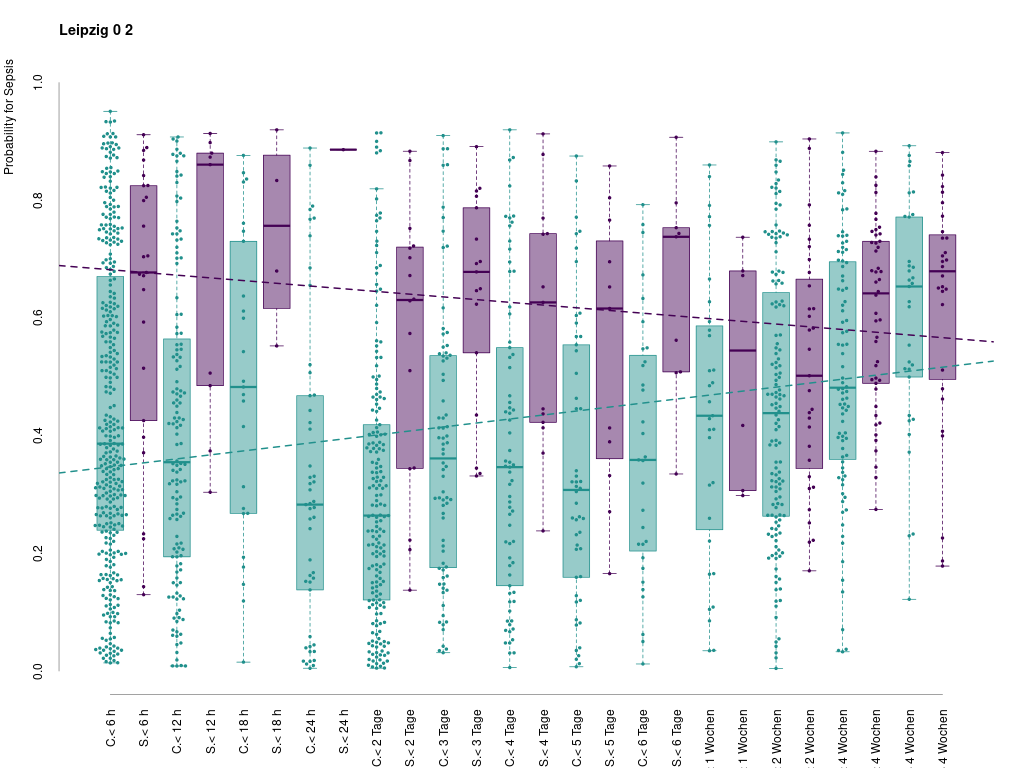 Leipzig 0 2
Probability for Sepsis
1.0
0.8
0.6
0.4
0.2
0.0
C.< 6 h
S.< 6 h
C.< 12 h
S.< 12 h
C.< 18 h
S.< 18 h
C.< 24 h
S.< 24 h
C.< 2 Tage
S.< 2 Tage
C.< 3 Tage
S.< 3 Tage
C.< 4 Tage
S.< 4 Tage
C.< 5 Tage
S.< 5 Tage
C.< 6 Tage
S.< 6 Tage
1 Wochen
1 Wochen
2 Wochen
2 Wochen
4 Wochen
4 Wochen
4 Wochen
4 Wochen